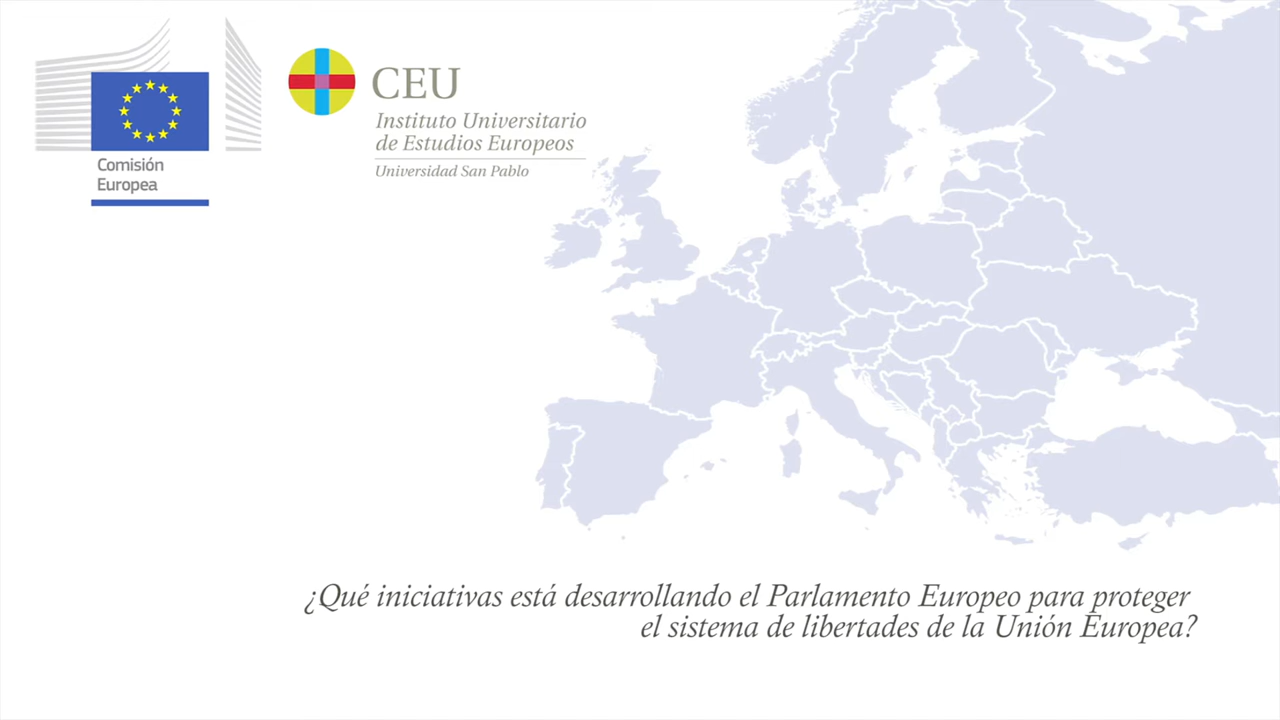 Comisión
Europea
CEU
Instituto Universitario
de Estudios Europeos
Universidad San Pablo
¿Qué iniciativas está desarrollando el Parlamento Europeo para proteger
el sistema de libertades de la Unión Europea?